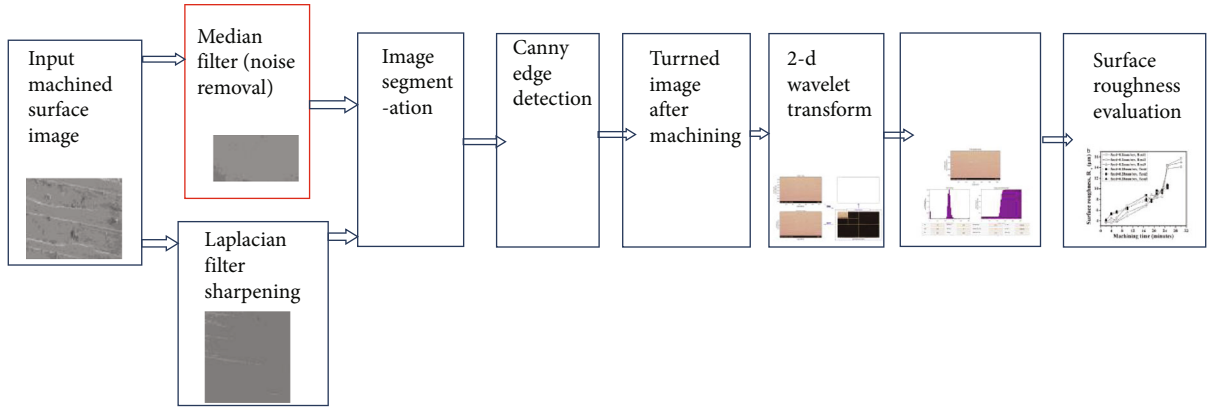 Input
machined
surface
image
Median
filter (noise
removal)
Laplacian
filter
sharpening
Image
segment
-ation
Canny
edge
detection
Turrned
image
after
machining
2-d
wavelet
transform
Surface
roughness
evaluation
Machining time (minutes)